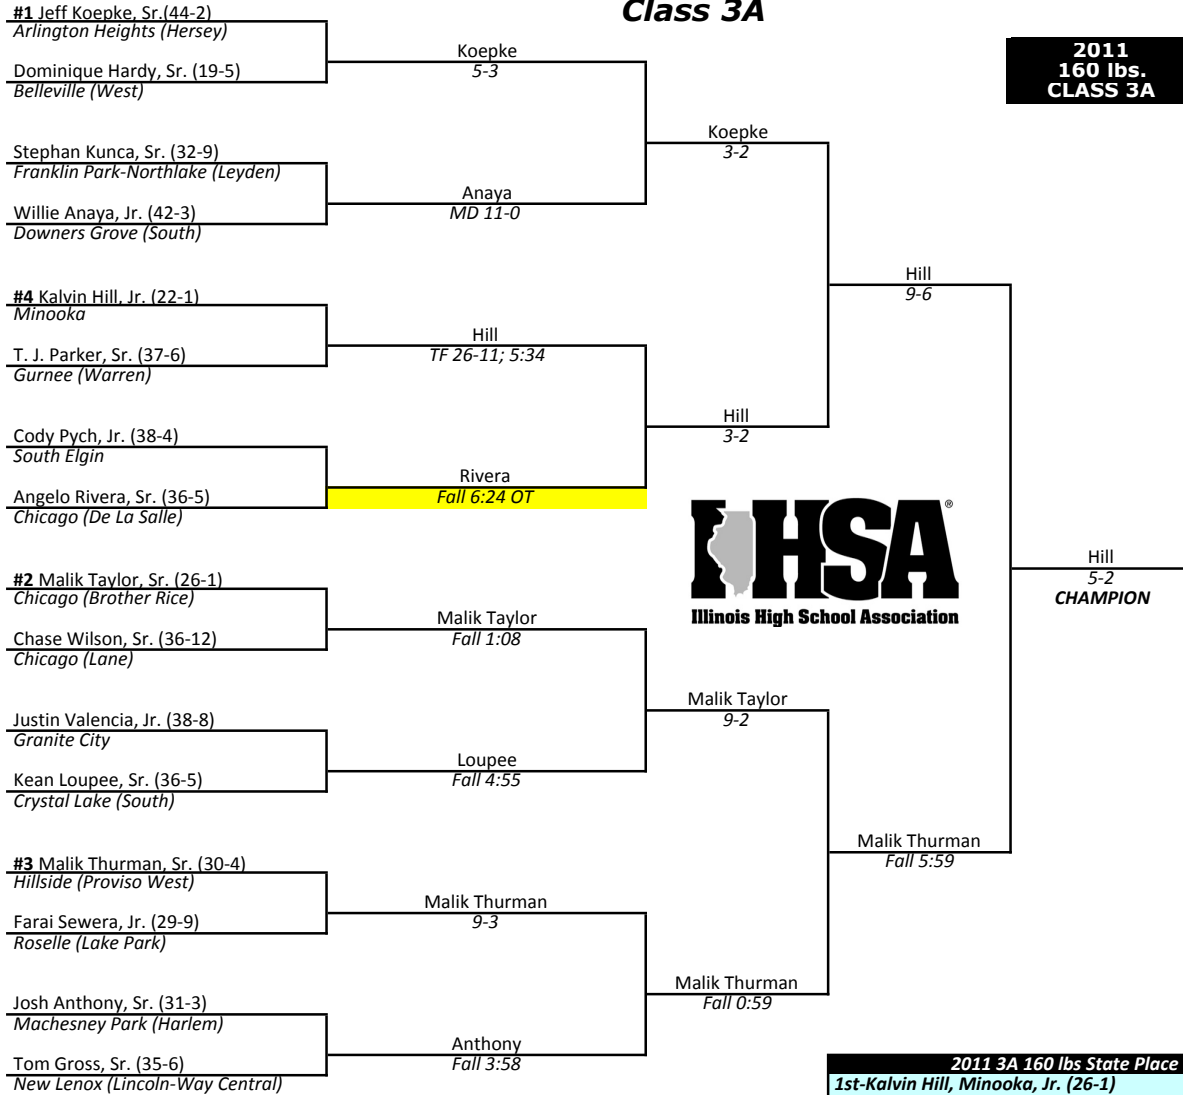 Class 3A
2011
160 lbs.
CLASS 3A
#1 Jeff Koepke, Sr.(44-2)
Arlington Heights (Hersey)
Koepke
5-3
Dominique Hardy, Sr. (19-5)
Belleville (West)
Koepke
3-2
Stephan Kunca, Sr. (32-9)
Franklin Park-Northlake (Leyden)
Anaya
MD 11-0
Willie Anaya, Jr. (42-3)
Downers Grove (South)
Hill
9-6
#4 Kalvin Hill, Jr. (22-1)
Minooka
Hill
TF 26-11; 5:34
T. J. Parker, Sr. (37-6)
Gurnee (Warren)
Hill
3-2
Cody Pych, Jr. (38-4)
South Elgin
Rivera
Fall 6:24 OT
Angelo Rivera, Sr. (36-5)
Chicago (De La Salle)
IHSA®
Illinois High School Association
Hill
5-2
CHAMPION
#2 Malik Taylor, Sr. (26-1)
Chicago (Brother Rice)
Malik Taylor
Fall 1:08
Chase Wilson, Sr. (36-12)
Chicago (Lane)
Malik Taylor
9-2
Justin Valencia, Jr. (38-8)
Granite City
Loupee
Fall 4:55
Kean Loupee, Sr. (36-5)
Crystal Lake (South)
Malik Thurman
Fall 5:59
#3 Malik Thurman, Sr. (30-4)
Hillside (Proviso West)
Malik Thurman
9-3
Farai Sewera, Jr. (29-9)
Roselle (Lake Park)
Malik Thurman
Fall 0:59
Josh Anthony, Sr. (31-3)
Machesney Park (Harlem)
Anthony
Fall 3:58
Tom Gross, Sr. (35-6)
New Lenox (Lincoln-Way Central)
2011 3A 160 lbs State Place
1st-Kalvin Hill, Minooka, Jr. (26-1)